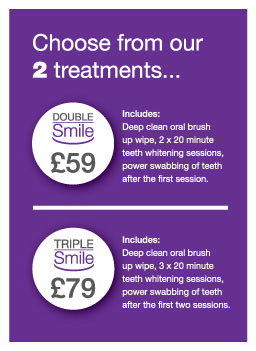 Choose from our
2 treatments...
DOUBLE
Smile
£59
Includes:
Deep clean oral brush
up wipe, 2 x 20 minute
teeth whitening sessions,
power swabbing of teeth
after the first session.
TRIPLE
Smile
£79
Includes:
Deep clean oral brush
up wipe, 3 x 20 minute
teeth whitening sessions,
power swabbing of teeth
after the first two sessions.